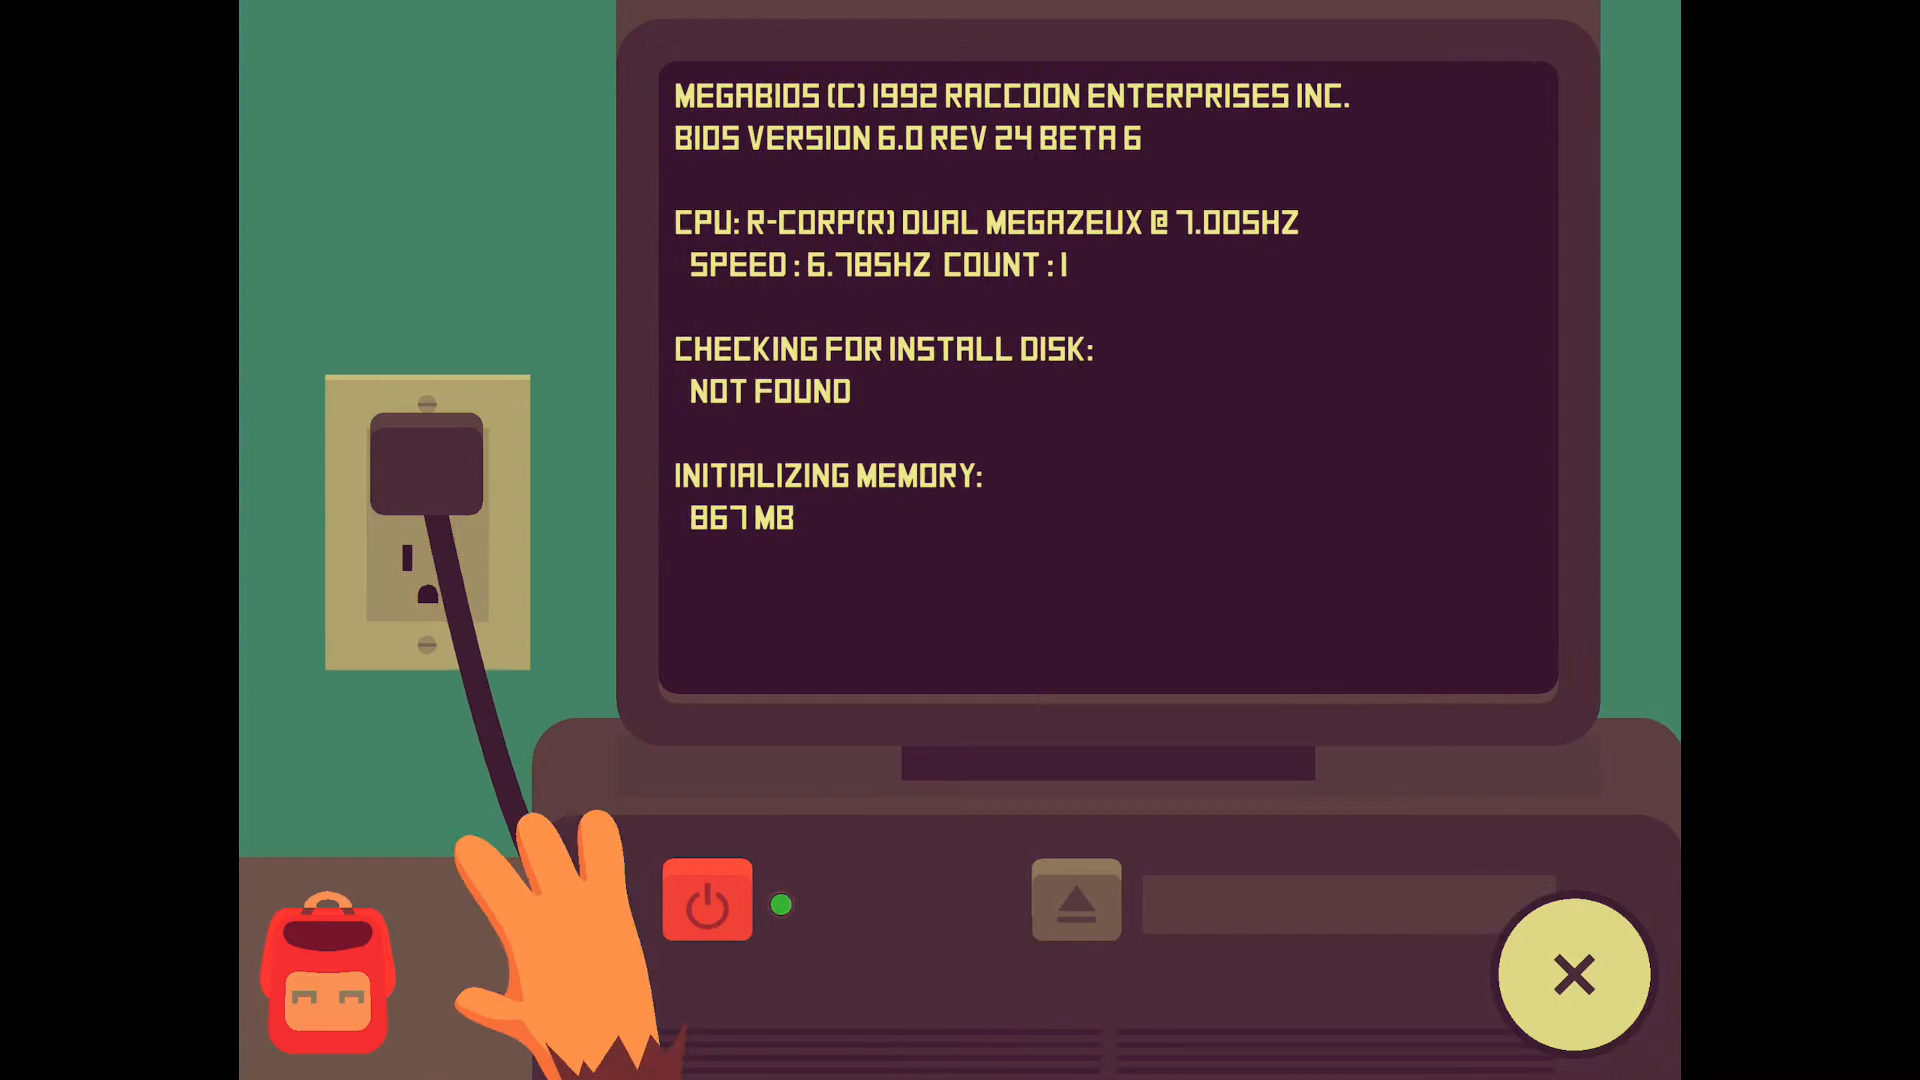 MEGABIOS (C) 1992 RACCOON ENTERPRISES INC.
BIOS VERSION 6.0 REV 24 BETA 6
CPU: R-CORP(R) DUAL MEGAZEUX @ 7.00SHZ
SPEED : 6.78SHZ COUNT : 1
CHECKING FOR INSTALL DISK:
NOT FOUND
INITIALIZING MEMORY:
867 MB